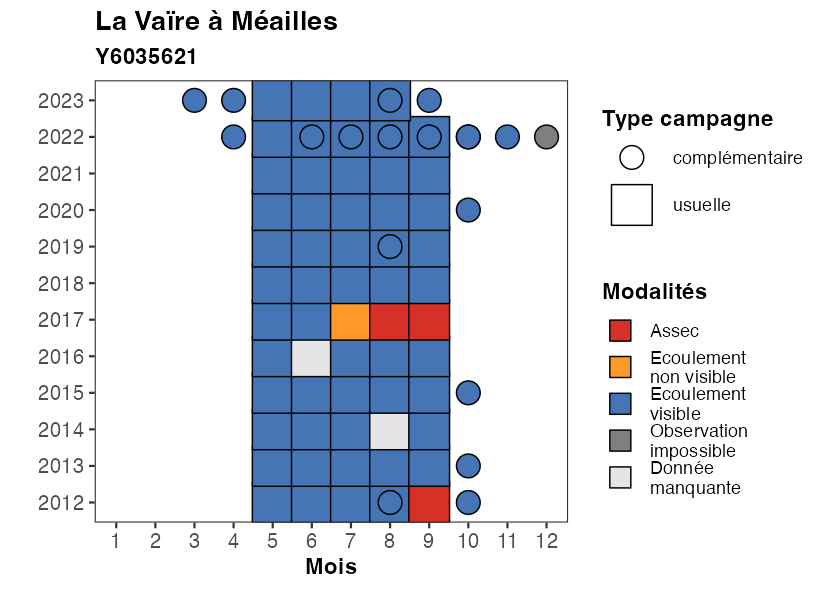 La Vaïre à Méailles
Y6035621
2023
2022
2021
2020
2019
2018
2017
2016
2015
2014
2013
2012
1 2 3 4 5 6 7 8 9 10 11 12
Mois
Type campagne
complémentaire
usuelle
Modalités
Assec
Ecoulement
non visible
Ecoulement
visible
Observation
impossible
Donnée
manquante